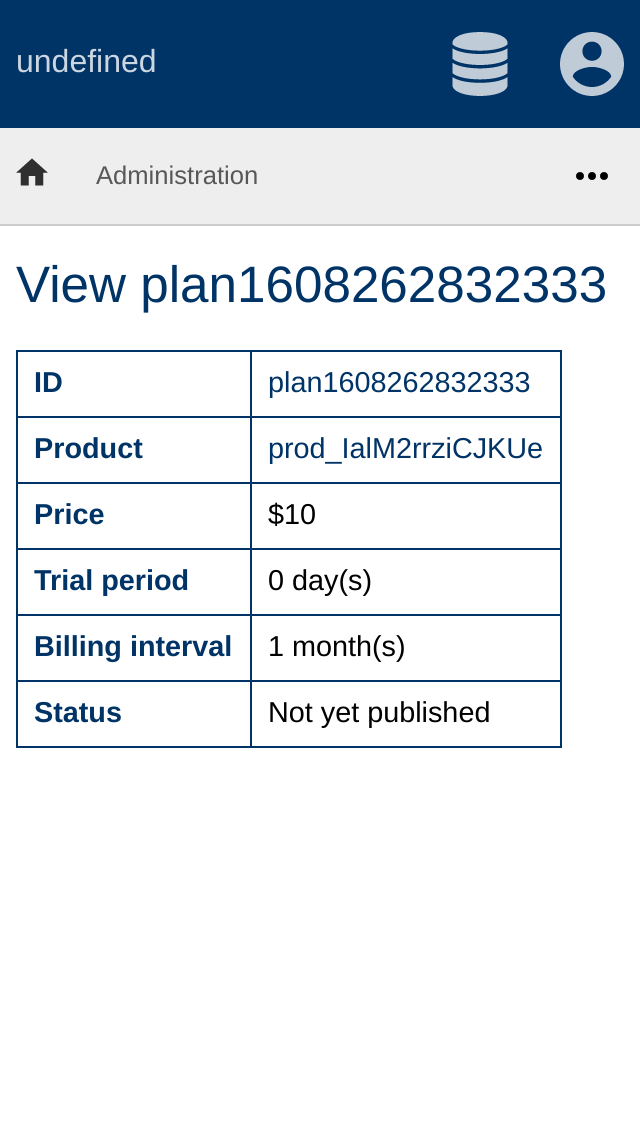 undefined
Administration
View plan1608262832333
ID plan1608262832333
Product prod_IalM2rrziCJKUe
Price $10
Trial period 0 day(s)
Billing interval 1 month(s)
Status Not yet published